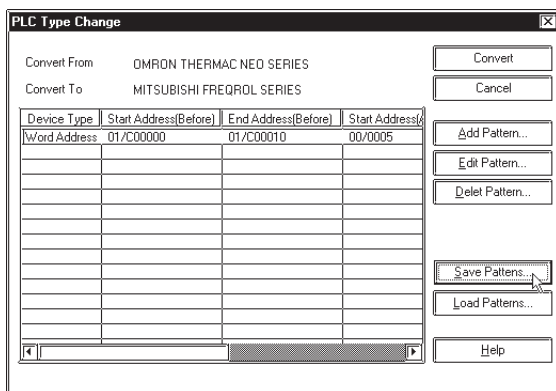 PLC Type Change
Convert From OMRON THERMAC NEO SERIES
Convert To MITSUBISHI FREQROL SERIES
Convert
Cancel
Device Type Start Address(Before) End Address(Before) Start Address(A
Word Address 01/C00000 01/C00010 00/0005
Add Pattern...
Edit Pattern...
Delet Pattern...
Save Pattens...
Load Patterns...
Help